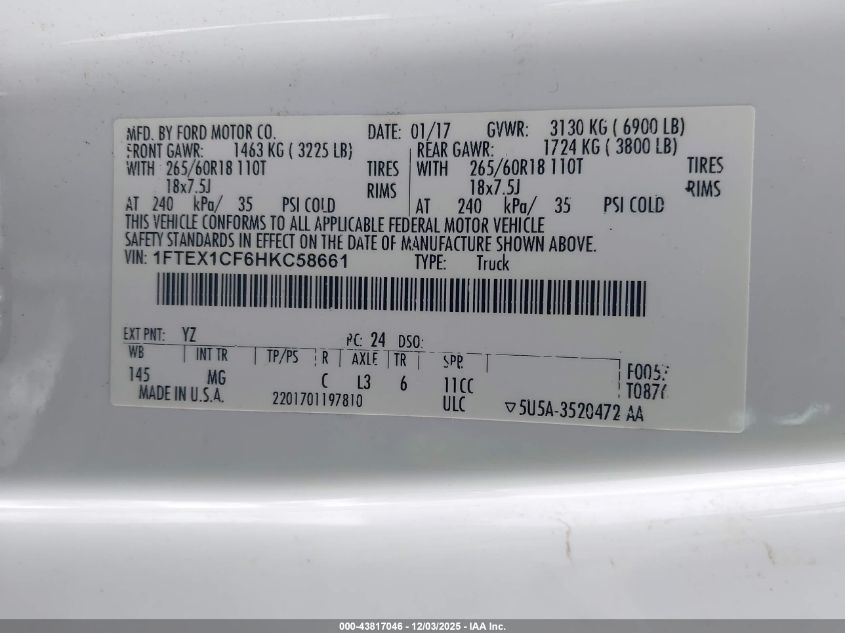 MFD. BY FORD MOTOR CO. DATE: 01/17 GVWR: 3130 KG ( 6900 LB)
FRONT GAWR: 1463 KG ( 3225 LB) REAR GAWR: 1724 KG ( 3800 LB)
WITH 265/60R18 110T TIRES WITH 265/60R18 110T TIRES
18x7.5J RIMS 18x7.5J RIMS
AT 240 kPa/ 35 PSI COLD AT 240 kPa/ 35 PSI COLD
THIS VEHICLE CONFORMS TO ALL APPLICABLE FEDERAL MOTOR VEHICLE
SAFETY STANDARDS IN EFFECT ON THE DATE OF MANUFACTURE SHOWN ABOVE.
VIN: 1FTEX1CF6HKC58661 TYPE: Truck
EXT PNT: YZ PC: 24 DSO:
WB INT TR TP/PS R AXLE TR SPR
145 MG C L3 6 11CC
MADE IN U.S.A. 2201701197810 ULC ▽5U5A-3520472 AA
000-43817046 - 12/03/2025 - IAA Inc.